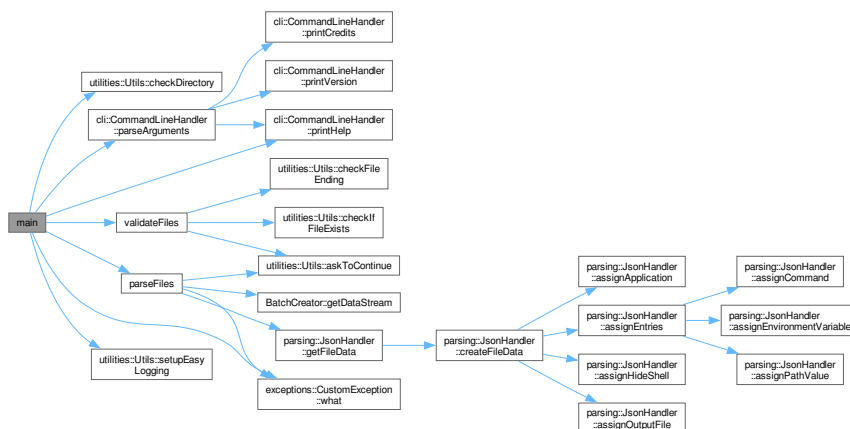 cli::CommandLineHandler
::printCredits
utilities::Utils::checkDirectory
cli::CommandLineHandler
::printVersion
cli::CommandLineHandler
::parseArguments
cli::CommandLineHandler
::printHelp
utilities::Utils::checkFile
Ending
main
validateFiles
utilities::Utils::checkIf
FileExists
utilities::Utils::askToContinue
parseFiles
BatchCreator::getDataStream
parsing::JsonHandler
::getFileData
utilities::Utils::setupEasy
Logging
exceptions::CustomException
::what
parsing::JsonHandler
::createFileData
parsing::JsonHandler
::assignApplication
parsing::JsonHandler
::assignEntries
parsing::JsonHandler
::assignHideShell
parsing::JsonHandler
::assignOutputFile
parsing::JsonHandler
::assignCommand
parsing::JsonHandler
::assignEnvironmentVariable
parsing::JsonHandler
::assignPathValue